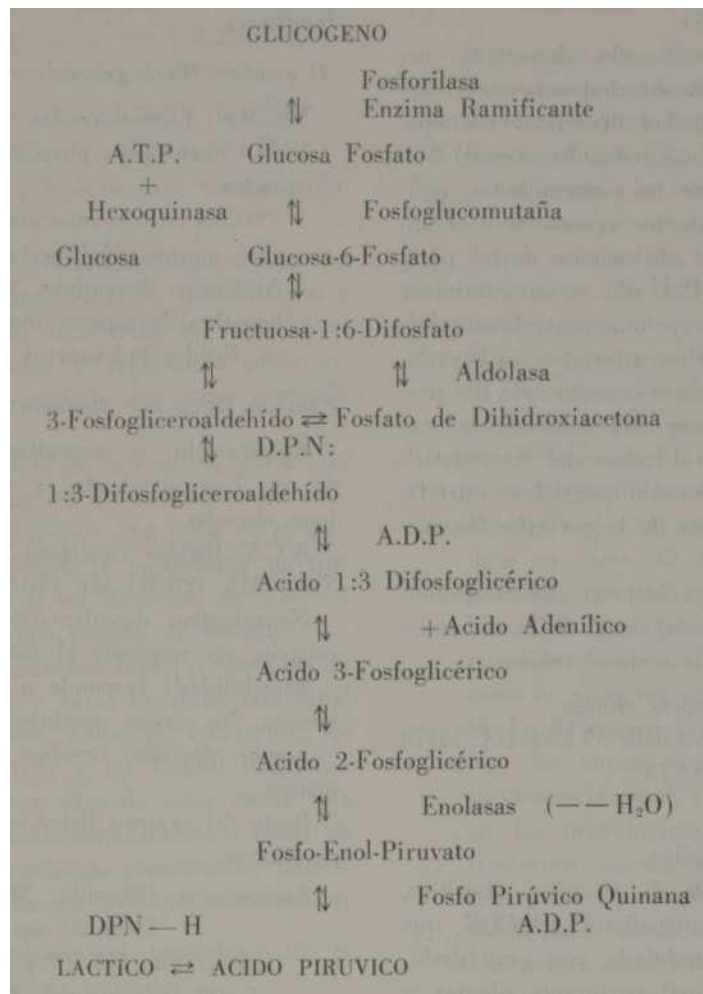 GLUCOGENO
Fosforilasa
⇅ Enzima Ramificante
A.T.P. Glucosa Fosfato
+
Hexoquinasa ⇅ Fosfoglucomutaña
Glucosa Glucosa-6-Fosfato
⇅
Fructuosa-1:6-Difosfato
⇅ ⇅ Aldolasa
3-Fosfogliceroaldehído ⇄ Fosfato de Dihidroxiacetona
⇅ D.P.N:
1:3-Difosfogliceroaldehído
⇅ A.D.P.
Acido 1:3 Difosfoglicérico
⇅ +Acido Adenílico
Acido 3-Fosfoglicérico
⇅
Acido 2-Fosfoglicérico
⇅ Enolasas (——H₂O)
Fosfo-Enol-Piruvato
⇅ Fosfo Pirúvico Quinana
DPN — H A.D.P.
LACTICO ⇄ ACIDO PIRUVICO